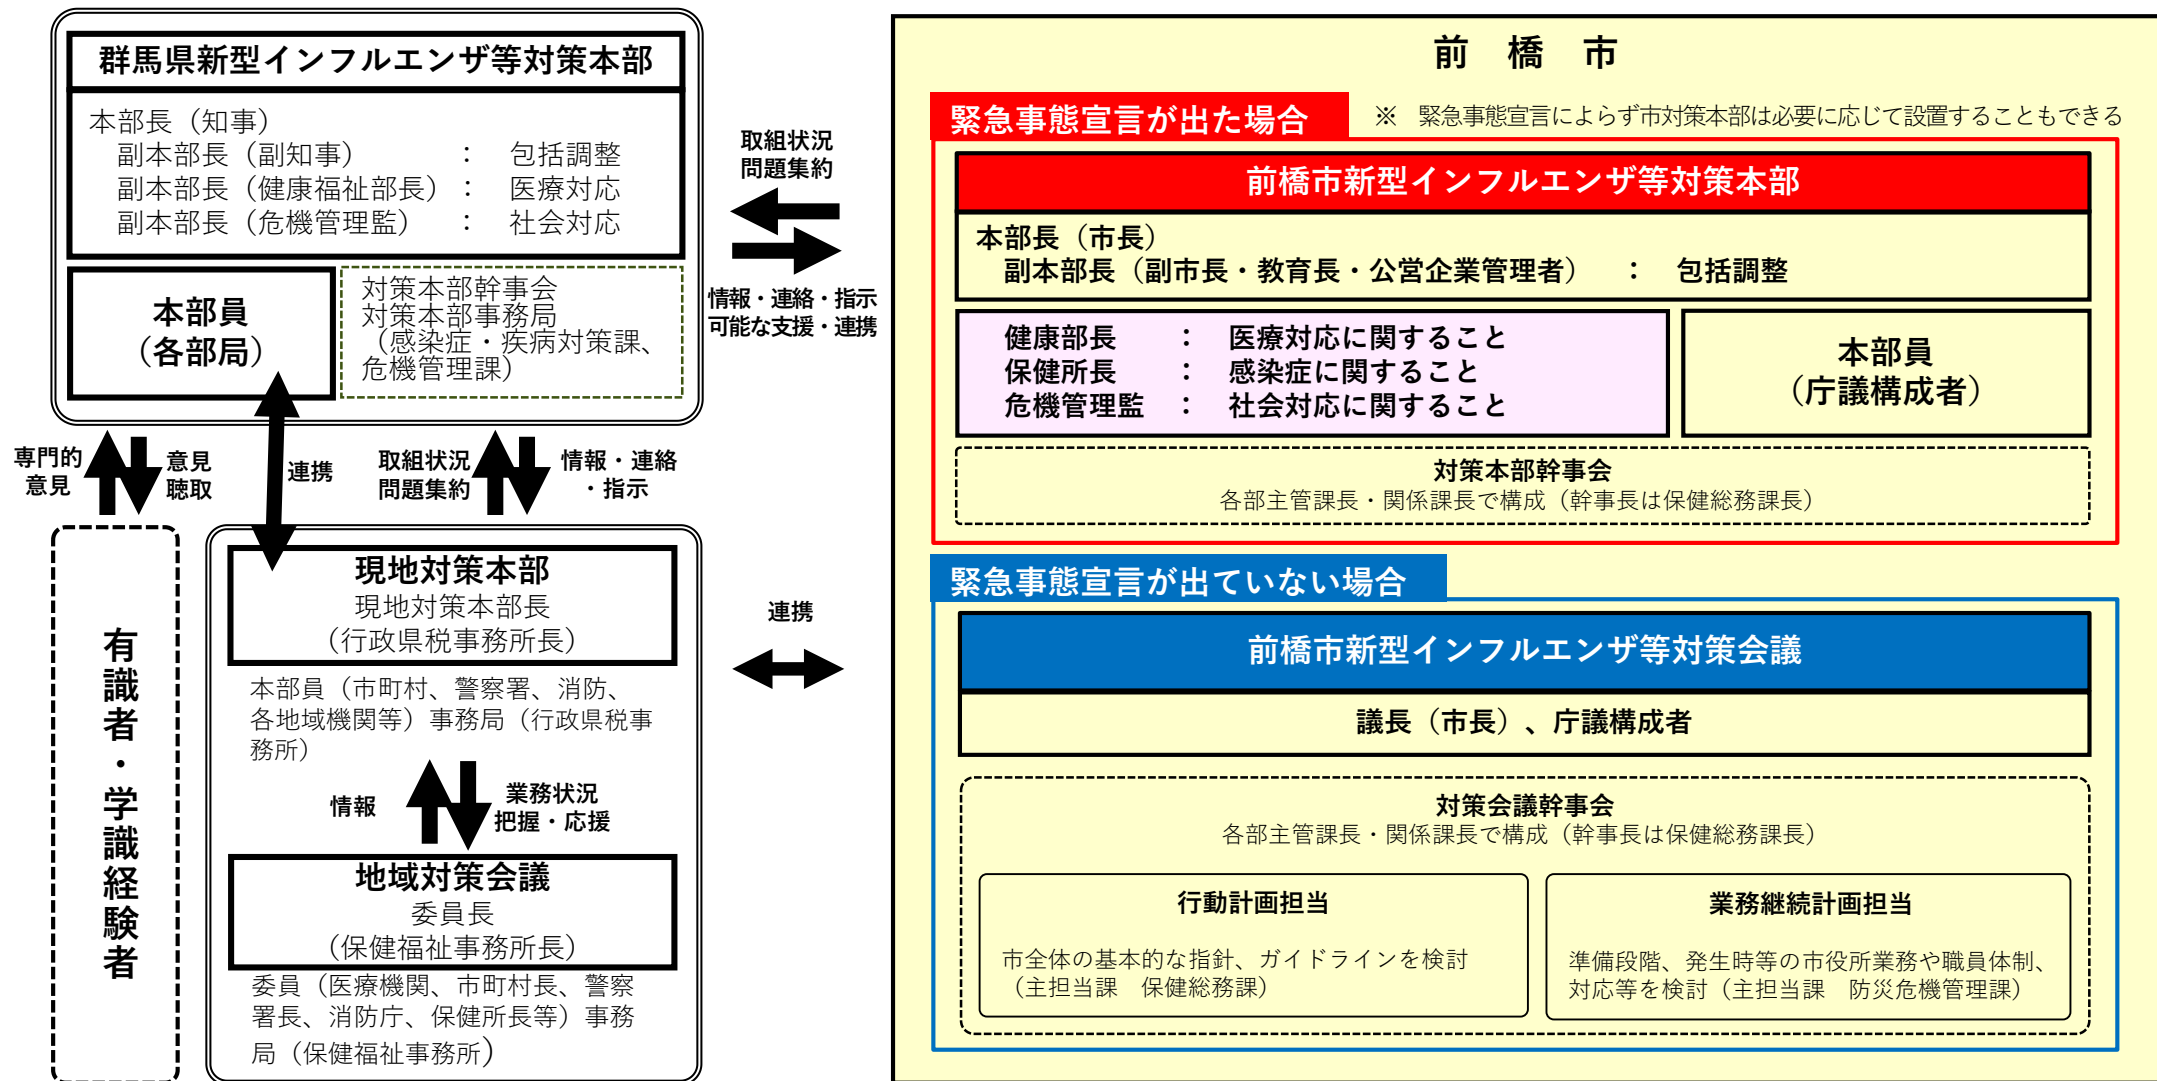 群馬県新型インフルエンザ等対策本部
本部長（知事）
副本部長（副知事）　：　包括調整
副本部長（健康福祉部長）：　医療対応
副本部長（危機管理監）　：　社会対応
本部員
（各部局）
対策本部幹事会
対策本部事務局
（感染症・疾病対策課、
危機管理課）
取組状況
問題集約
情報・連絡・指示
可能な支援・連携
専門的
意見
意見
聴取
連携
取組状況
問題集約
情報・連絡
・指示
有識者・学識経験者
現地対策本部
現地対策本部長
（行政県税事務所長）
本部員（市町村、警察署、消防、
各地域機関等）事務局（行政県税事
務所）
情報
業務状況
把握・応援
地域対策会議
委員長
（保健福祉事務所長）
委員（医療機関、市町村長、警察
署長、消防庁、保健所長等）事務
局（保健福祉事務所）
連携
前　橋　市
緊急事態宣言が出た場合
※　緊急事態宣言によらず市対策本部は必要に応じて設置することもできる
前橋市新型インフルエンザ等対策本部
本部長（市長）
副本部長（副市長・教育長・公営企業管理者）　：　包括調整
健康部長　：　医療対応に関すること
保健所長　：　感染症に関すること
危機管理監　：　社会対応に関すること
本部員
（庁議構成者）
対策本部幹事会
各部主管課長・関係課長で構成（幹事長は保健総務課長）
緊急事態宣言が出ていない場合
前橋市新型インフルエンザ等対策会議
議長（市長）、庁議構成者
対策会議幹事会
各部主管課長・関係課長で構成（幹事長は保健総務課長）
行動計画担当
市全体の基本的な指針、ガイドラインを検討
（主担当課　保健総務課）
業務継続計画担当
準備段階、発生時等の市役所業務や職員体制、
対応等を検討（主担当課　防災危機管理課）